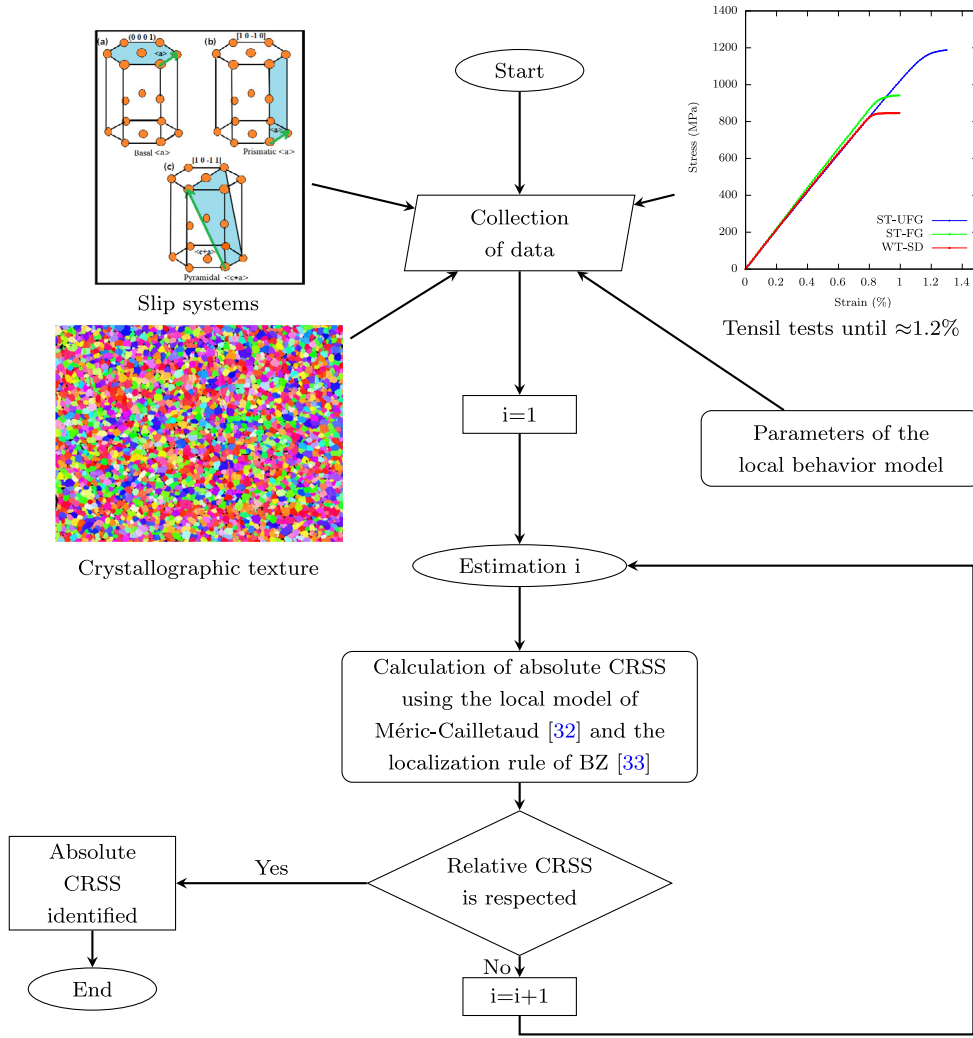 (a)
(0 0 0 1)
<a>
Basal <a>
(b)
[1 0 -1 0]
<a>
Prismatic <a>
(c)
[1 0 -1 1]
<c+a>
Pyramidal <c+a>
Slip systems
Start
Collection
of data
1400
1200
1000
800
600
400
200
0
Stress (MPa)
ST-UFG
ST-FG
WT-SD
0 0.2 0.4 0.6 0.8 1 1.2 1.4
Strain (%)
Tensil tests until ≈1.2%
Crystallographic texture
i=1
Parameters of the
local behavior model
Estimation i
Calculation of absolute CRSS
using the local model of
Méric-Cailletaud [32] and the
localization rule of BZ [33]
Relative CRSS
is respected
Yes
Absolute
CRSS
identified
End
No
i=i+1